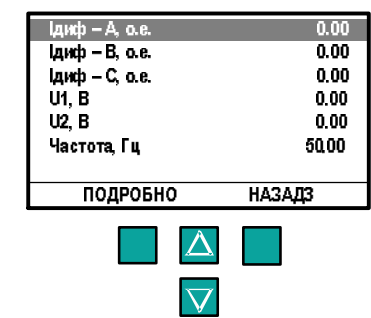 Iдиф – А, о.е. 0.00
Iдиф – В, о.е. 0.00
Iдиф – С, о.е. 0.00
U1, В 0.00
U2, В 0.00
Частота, Гц 50.00
ПОДРОБНО НАЗАДЗ